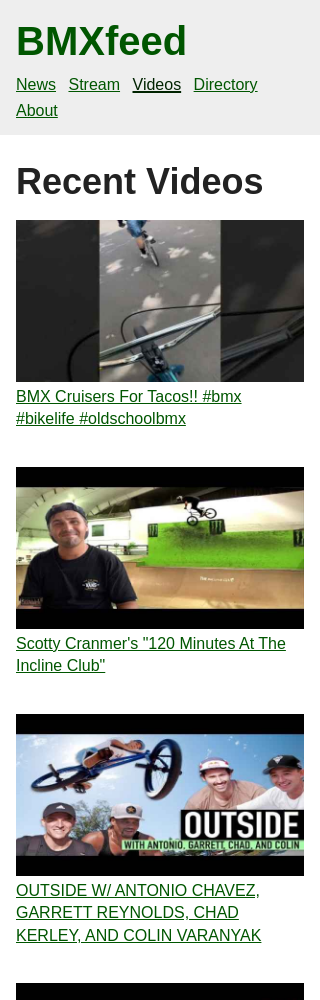 BMXfeed
News Stream Videos Directory
About
Recent Videos
BMX Cruisers For Tacos!! #bmx
#bikelife #oldschoolbmx
Scotty Cranmer's "120 Minutes At The
Incline Club"
OUTSIDE
WITH ANTONIO, GARRETT, CHAD, AND COLIN
OUTSIDE W/ ANTONIO CHAVEZ,
GARRETT REYNOLDS, CHAD
KERLEY, AND COLIN VARANYAK